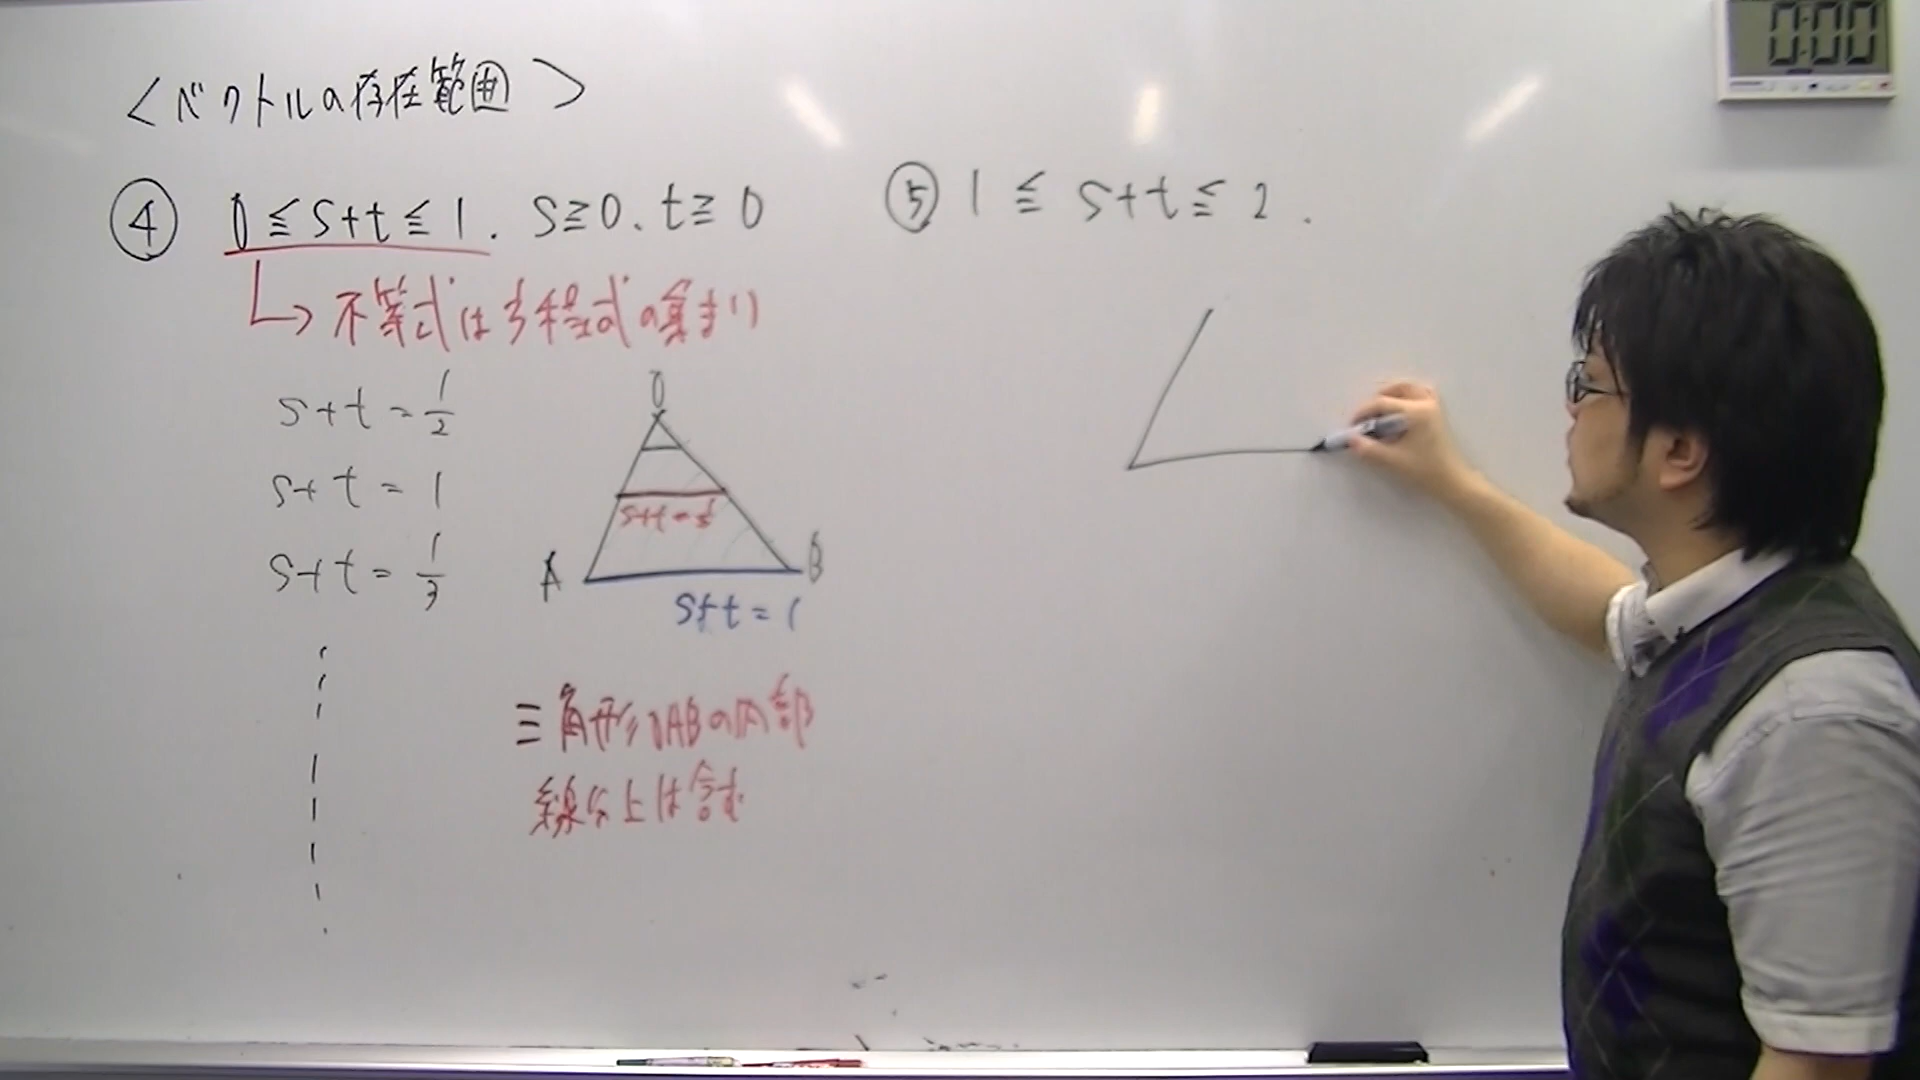 <ベクトルの存在範囲>
④ 0≦s+t≦1. s≧0、t≧0
↳不等式は方程式の集まり
s+t=1/2
s+t=1
s+t=1/3
O
s+t=1/2
A
B
s+t=1
三角形OABの内部
線分上は含む
⑤ 1≦s+t≦2.
0:00